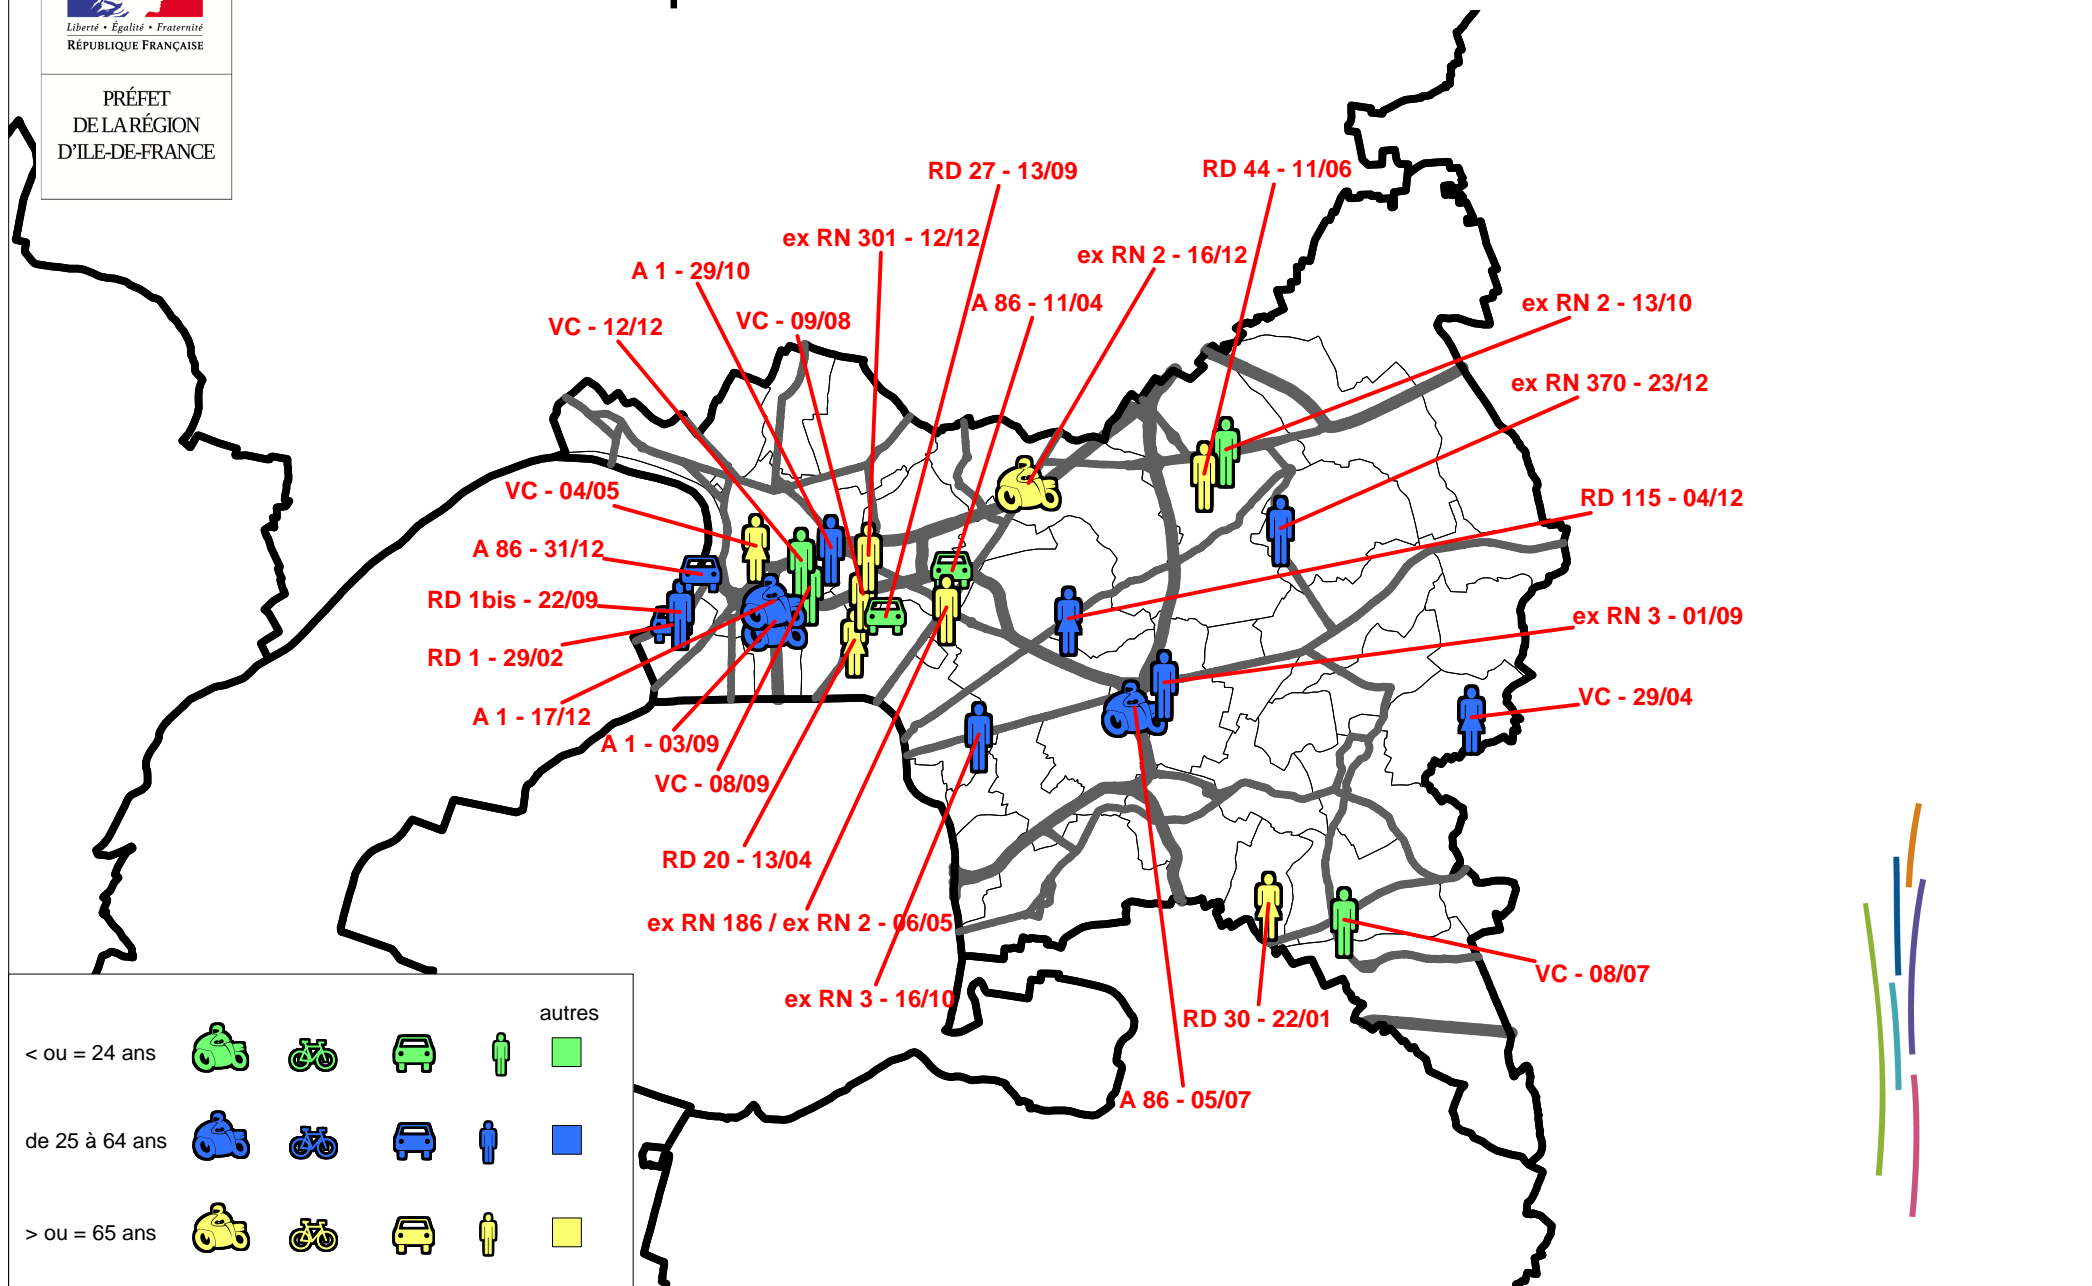 Liberté • Égalité • Fraternité
RÉPUBLIQUE FRANÇAISE
PRÉFET
DE LA RÉGION
D’ILE-DE-FRANCE
RD 27 - 13/09
RD 44 - 11/06
ex RN 301 - 12/12
ex RN 2 - 16/12
A 1 - 29/10
A 86 - 11/04
ex RN 2 - 13/10
VC - 12/12
VC - 09/08
ex RN 370 - 23/12
VC - 04/05
RD 115 - 04/12
A 86 - 31/12
RD 1bis - 22/09
ex RN 3 - 01/09
RD 1 - 29/02
VC - 29/04
A 1 - 17/12
A 1 - 03/09
VC - 08/09
RD 20 - 13/04
ex RN 186 / ex RN 2 - 06/05
VC - 08/07
ex RN 3 - 16/10
RD 30 - 22/01
A 86 - 05/07
autres
< ou = 24 ans
de 25 à 64 ans
> ou = 65 ans